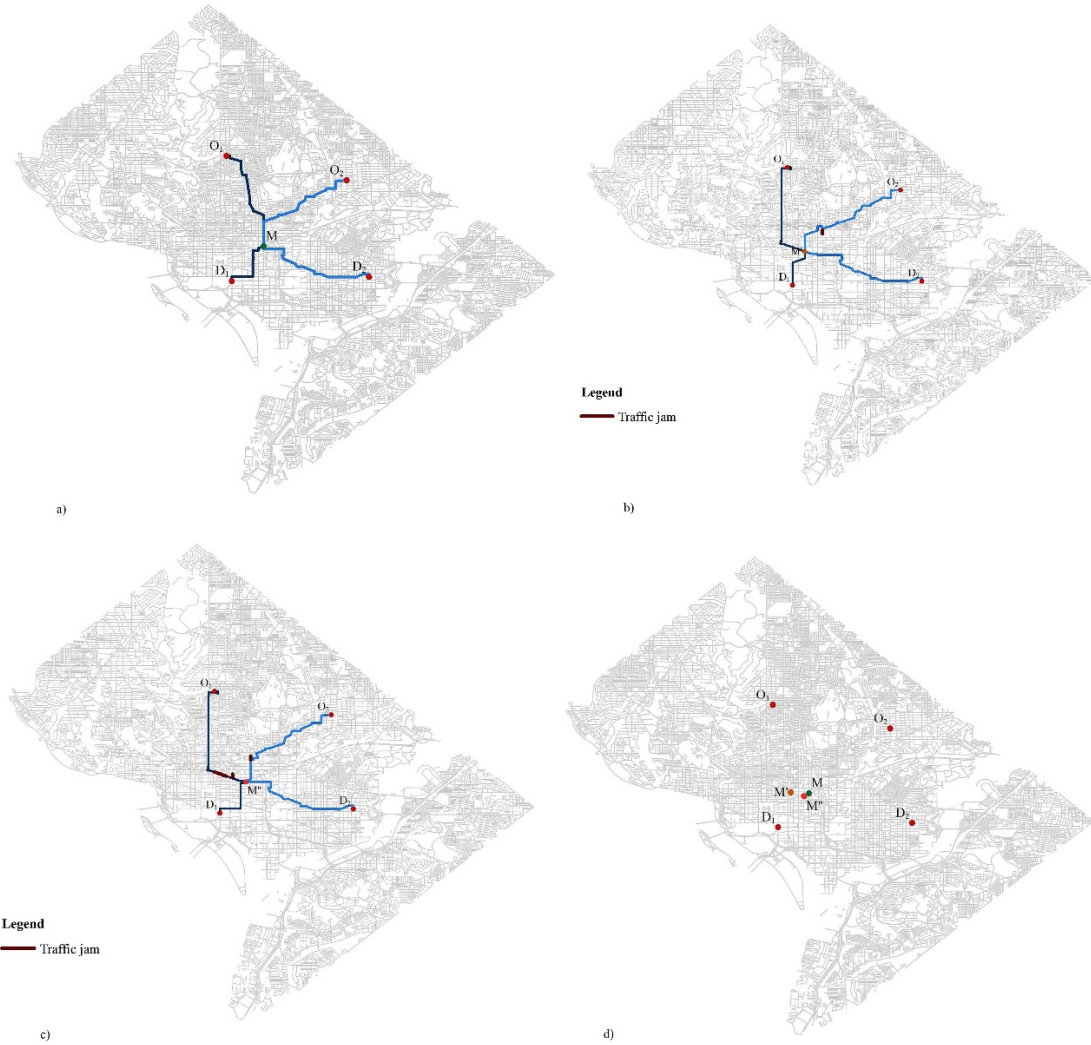 O1
O2
M
D1
D2
a)
O1
O2
M'
D1
D2
Legend
Traffic jam
b)
O1
O2
M"
D1
D2
Legend
Traffic jam
c)
O1
O2
M
M'
M"
D1
D2
d)